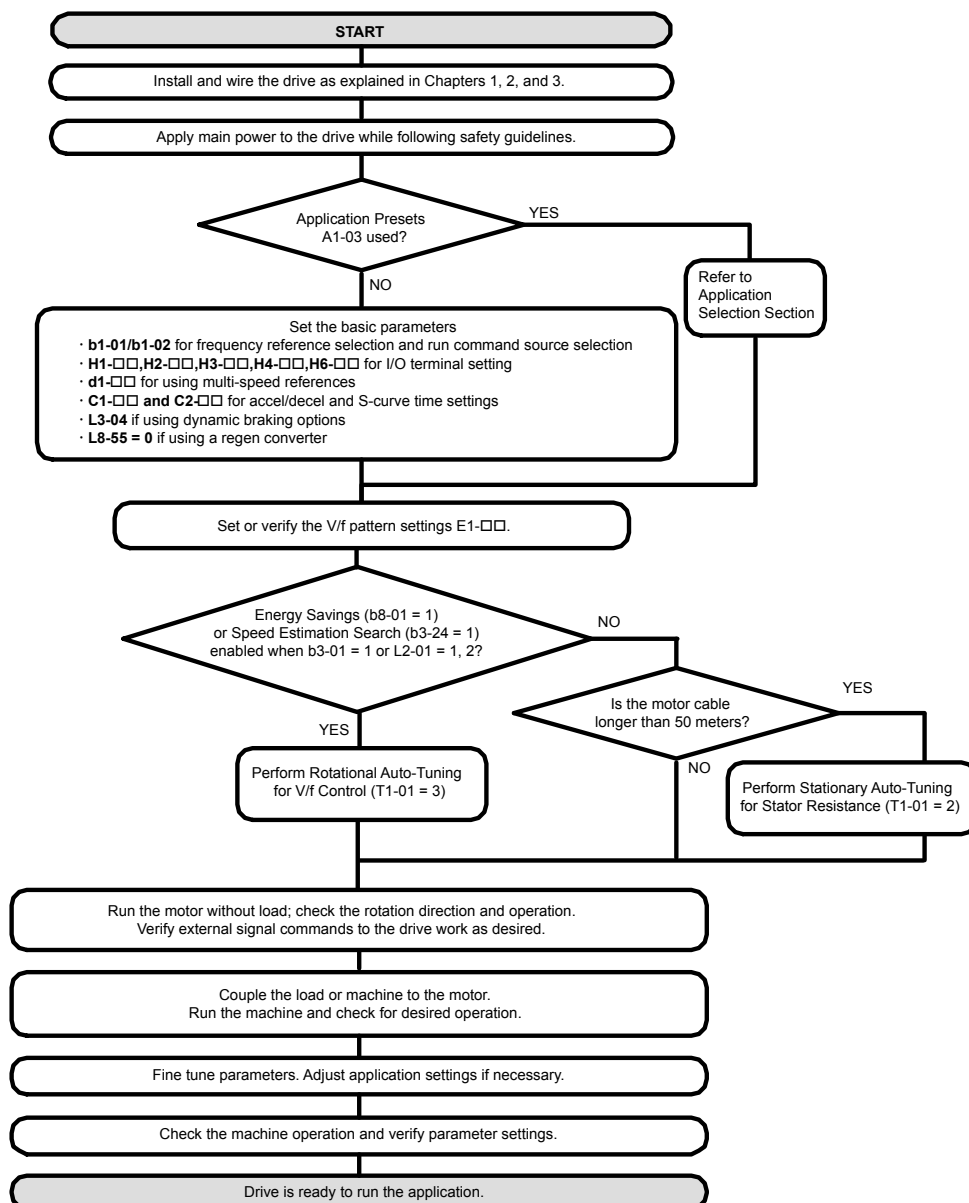 START
Install and wire the drive as explained in Chapters 1, 2, and 3.
Apply main power to the drive while following safety guidelines.
Application Presets
A1-03 used?
YES
NO
Refer to
Application
Selection Section
Set the basic parameters
· b1-01/b1-02 for frequency reference selection and run command source selection
· H1-□□,H2-□□,H3-□□,H4-□□,H6-□□ for I/O terminal setting
· d1-□□ for using multi-speed references
· C1-□□ and C2-□□ for accel/decel and S-curve time settings
· L3-04 if using dynamic braking options
· L8-55 = 0 if using a regen converter
Set or verify the V/f pattern settings E1-□□.
Energy Savings (b8-01 = 1)
or Speed Estimation Search (b3-24 = 1)
enabled when b3-01 = 1 or L2-01 = 1, 2?
NO
YES
Is the motor cable
longer than 50 meters?
YES
NO
Perform Rotational Auto-Tuning
for V/f Control (T1-01 = 3)
Perform Stationary Auto-Tuning
for Stator Resistance (T1-01 = 2)
Run the motor without load; check the rotation direction and operation.
Verify external signal commands to the drive work as desired.
Couple the load or machine to the motor.
Run the machine and check for desired operation.
Fine tune parameters. Adjust application settings if necessary.
Check the machine operation and verify parameter settings.
Drive is ready to run the application.